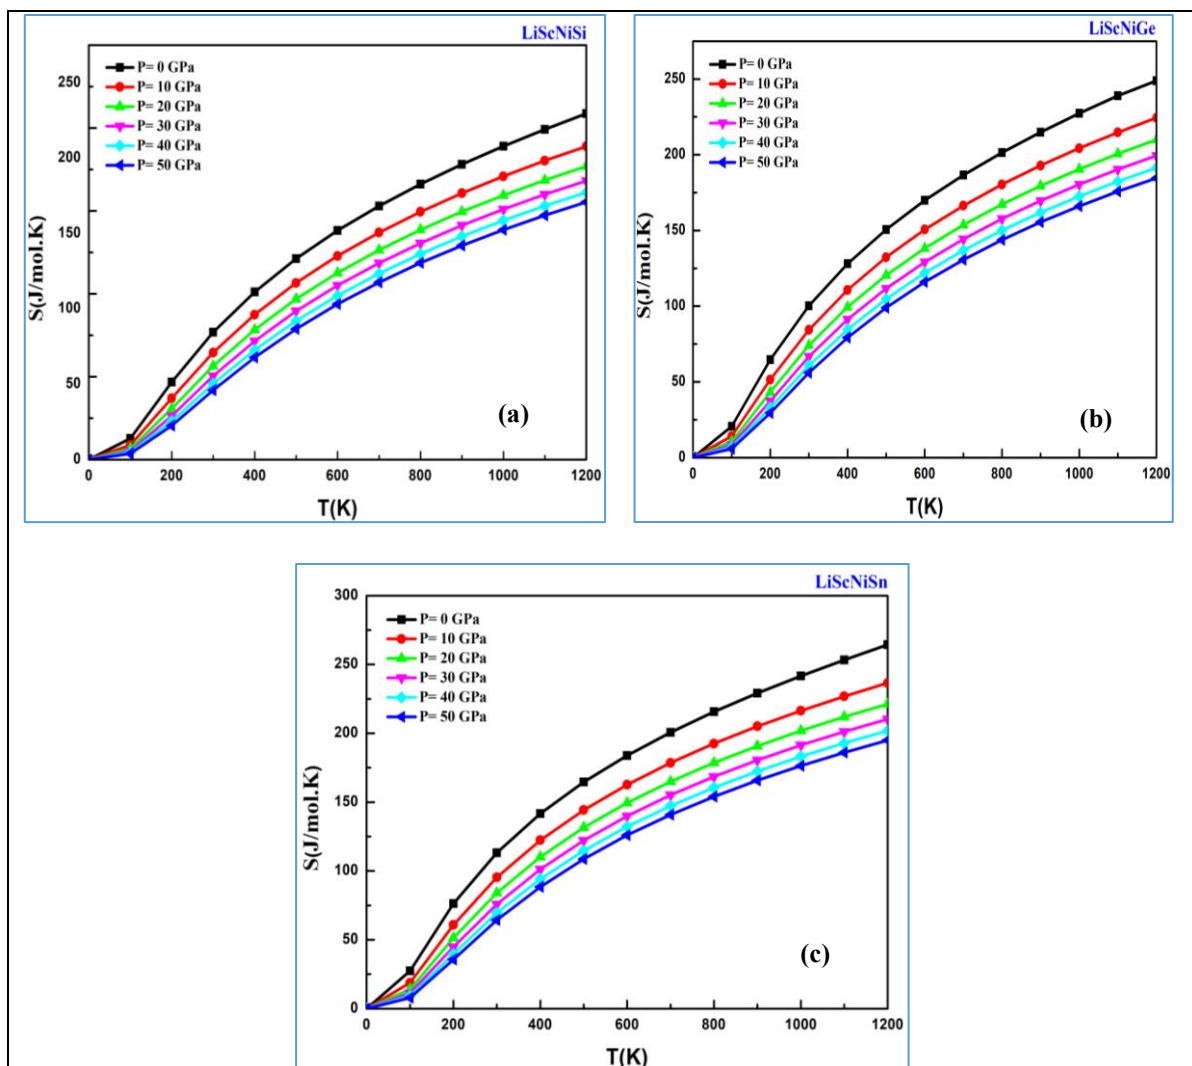 LiScNiSi
P= 0 GPa
P= 10 GPa
P= 20 GPa
P= 30 GPa
P= 40 GPa
P= 50 GPa
250
200
150
100
50
0
S(J/mol.K)
(a)
0 200 400 600 800 1000 1200
T(K)
LiScNiGe
P= 0 GPa
P= 10 GPa
P= 20 GPa
P= 30 GPa
P= 40 GPa
P= 50 GPa
250
200
150
100
50
0
S(J/mol.K)
(b)
0 200 400 600 800 1000 1200
T(K)
LiScNiSn
300
P= 0 GPa
P= 10 GPa
P= 20 GPa
P= 30 GPa
P= 40 GPa
P= 50 GPa
250
200
150
100
50
0
S(J/mol.K)
(c)
0 200 400 600 800 1000 1200
T(K)